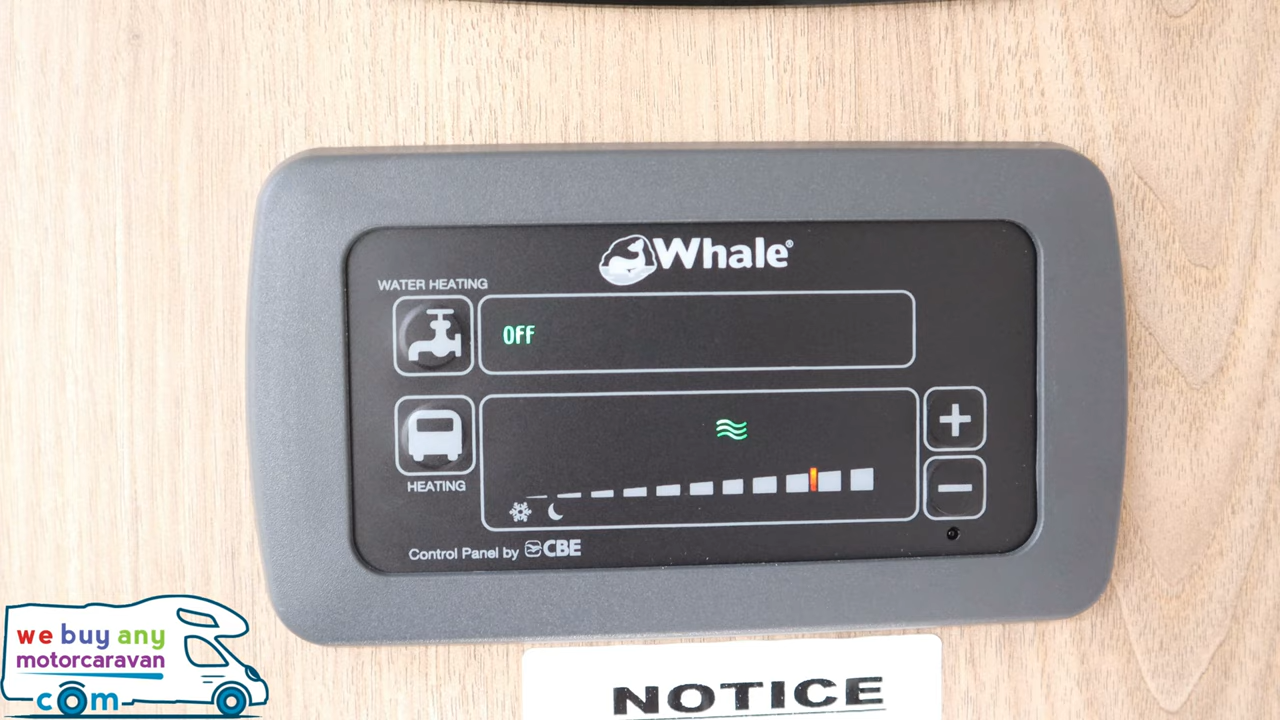 Whale®
WATER HEATING
OFF
HEATING
Control Panel by CBE
we buy any
motorcaravan
com
NOTICE